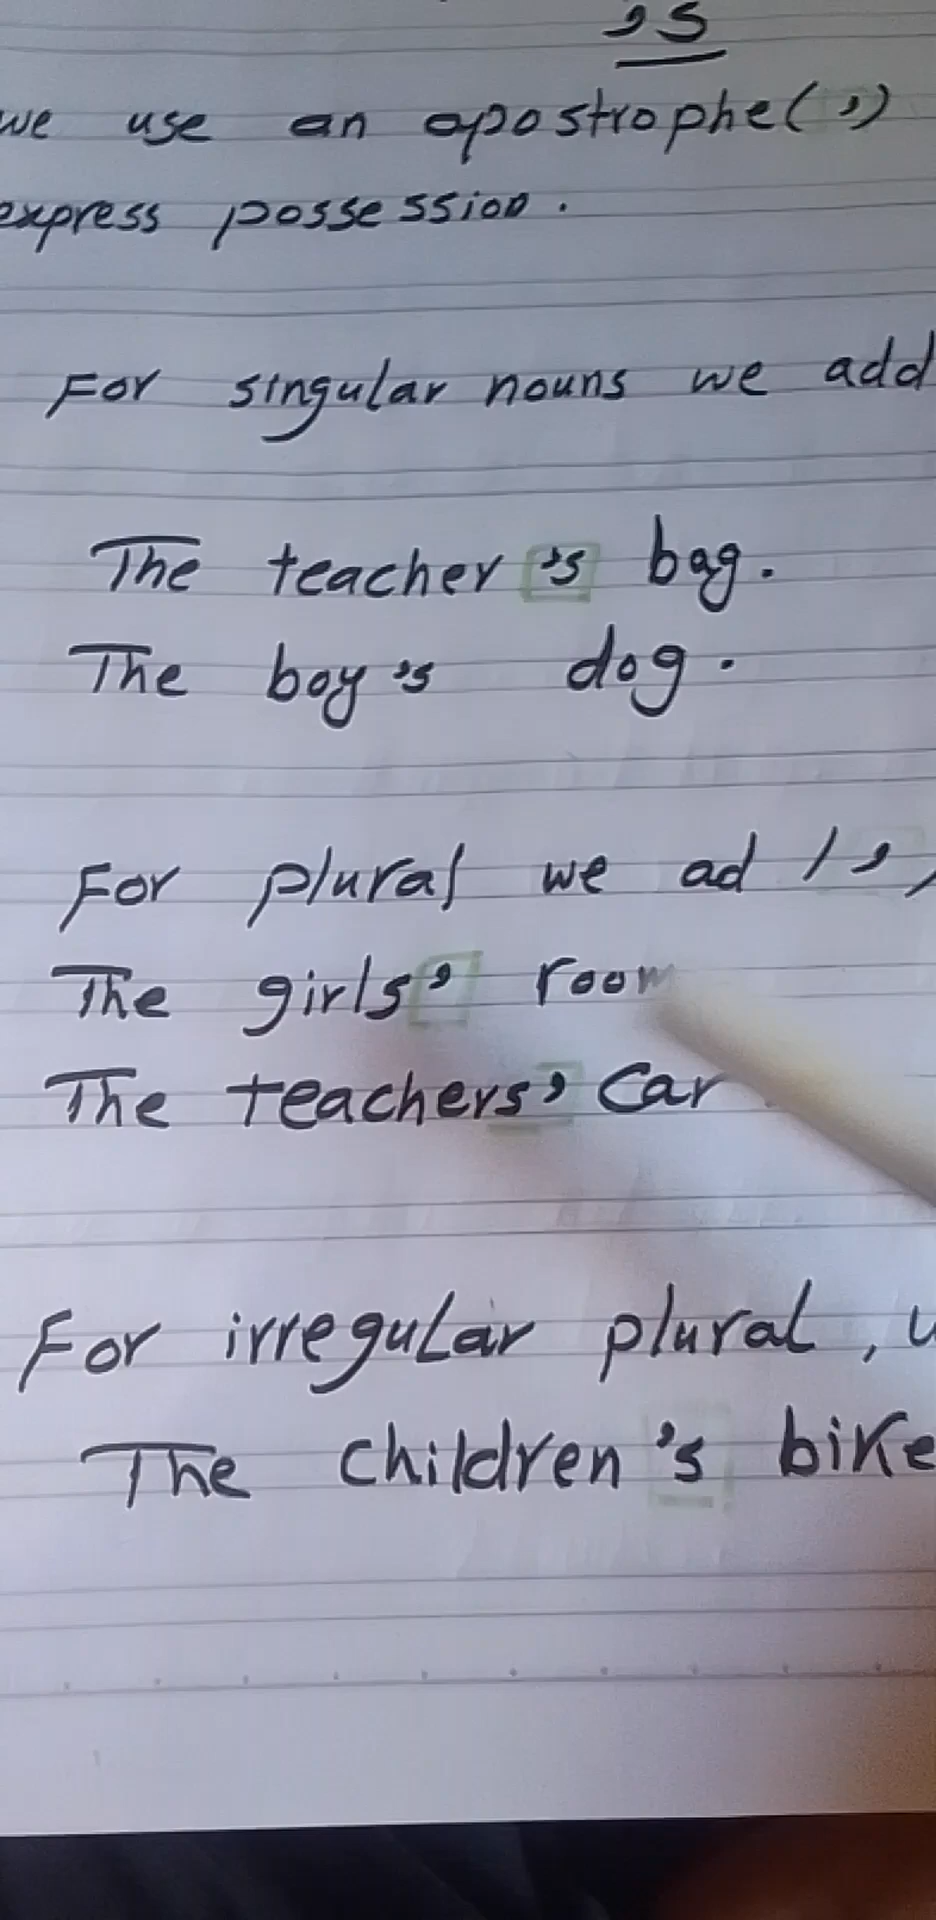 's
we use an apostrophe (')
express possession.
For singular nouns we add
The teacher's bag.
The boy's dog.
For plural we ad /',
The girls' room
The teachers' car
For irregular plural,
The children's bike